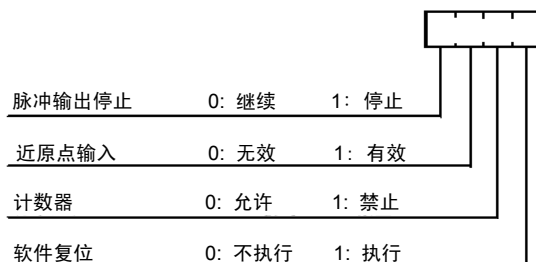 脉冲输出停止 0: 继续 1: 停止
近原点输入 0: 无效 1: 有效
计数器 0: 允许 1: 禁止
软件复位 0: 不执行 1: 执行